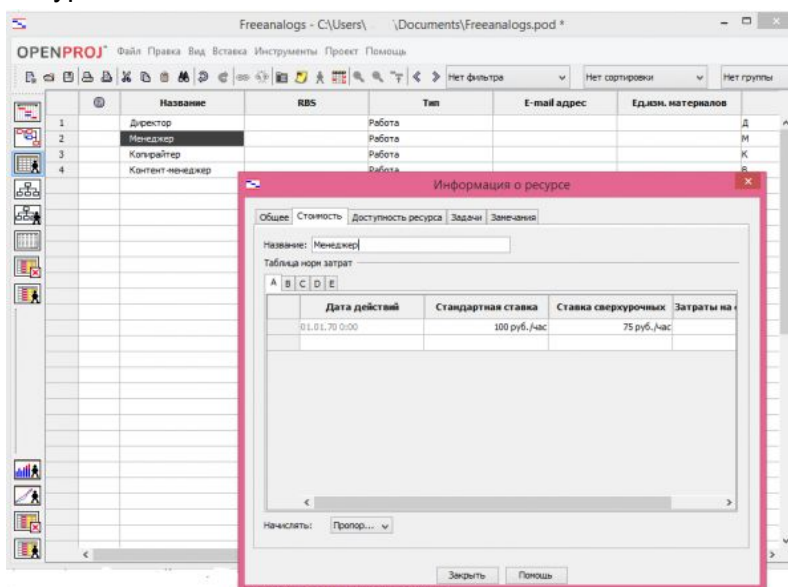 Freeanalogs - C:\Users\ \Documents\Freeanalogs.pod *
OPENPROJ Файл Правка Вид Вставка Инструменты Проект Помощь
Нет фильтра Нет сортировки Нет группы
Название RBS Тип E-mail адрес Ед.изн. материалов
1 Директор Работа Д
2 Менеджер Работа М
3 Копирайтер Работа К
4 Контент-менеджер Работа
Информация о ресурсе
Общее Стоимость Доступность ресурса Задачи Замечания
Название: Менеджер
Таблица норм затрат
A B C D E
Дата действий Стандартная ставка Ставка сверхурочных Затраты на
01.01.70 0:00 100 руб./час 75 руб./час
Начислять: Пропор...
Закрыть Помощь